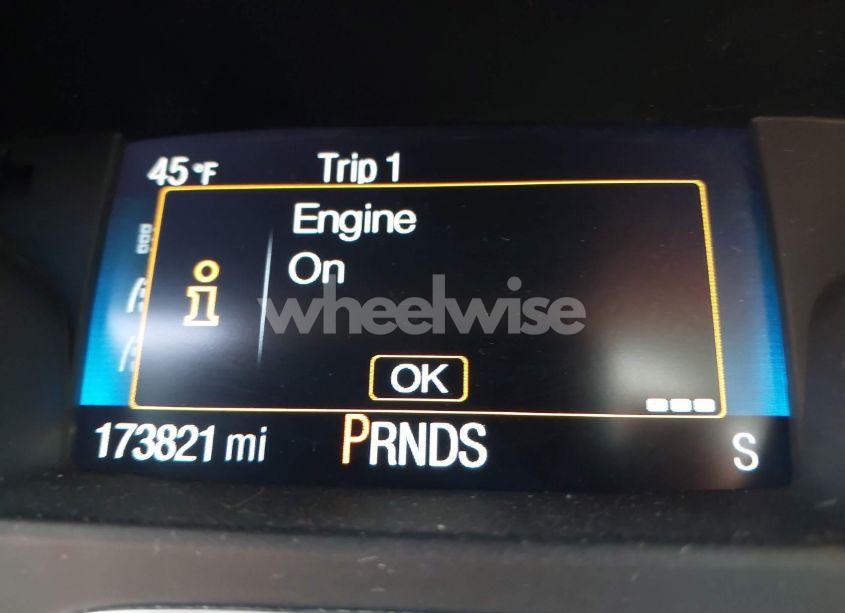 45 °F Trip 1
Engine
On
wheelwise
OK
173821 mi PRNDS S